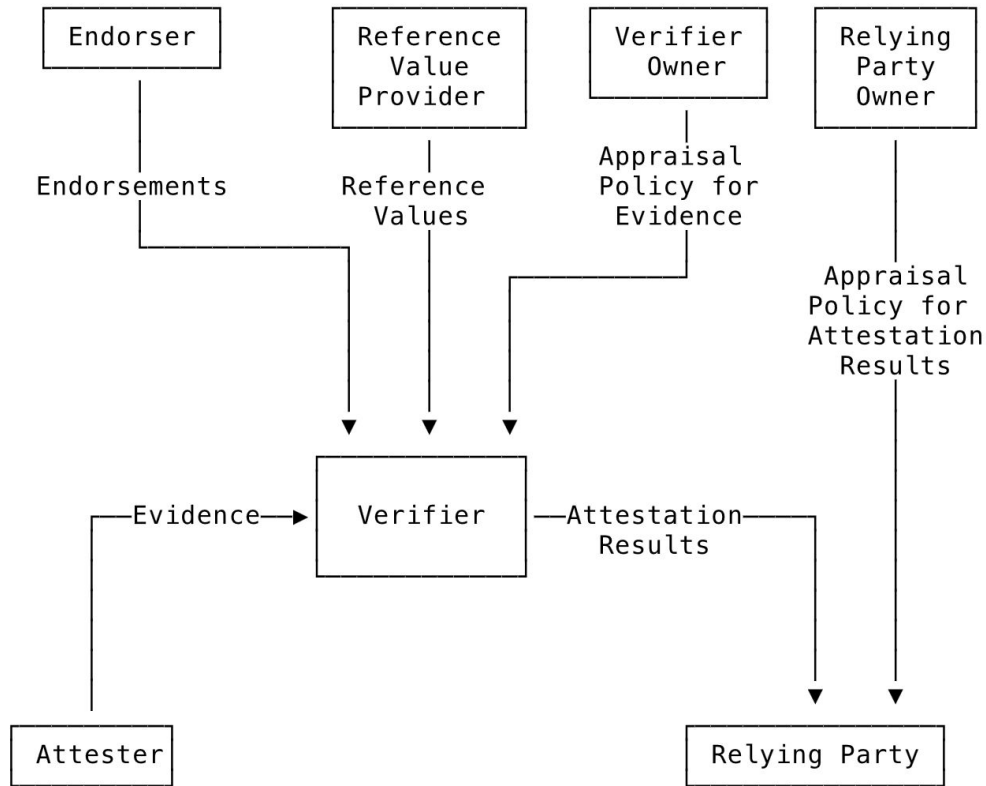 Endorser
Reference
Value
Provider
Verifier
Owner
Relying
Party
Owner
Endorsements
Reference
Values
Appraisal
Policy for
Evidence
Appraisal
Policy for
Attestation
Results
Evidence
Verifier
Attestation
Results
Attester
Relying Party